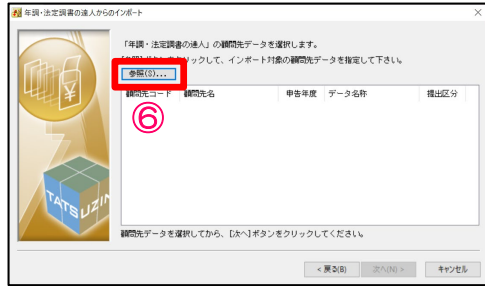 年調・法定調書の達人からのインポート
「年調・法定調書の達人」の顧問先データを選択します。
クリックして、インポート対象の顧問先データを指定して下さい。
参照(S)...
顧問先コード 顧問先名 申告年度 データ名称 提出区分
⑥
TATSUZIN
顧問先データを選択してから、[次へ]ボタンをクリックしてください。
< 戻る(B) 次へ(N) > キャンセル